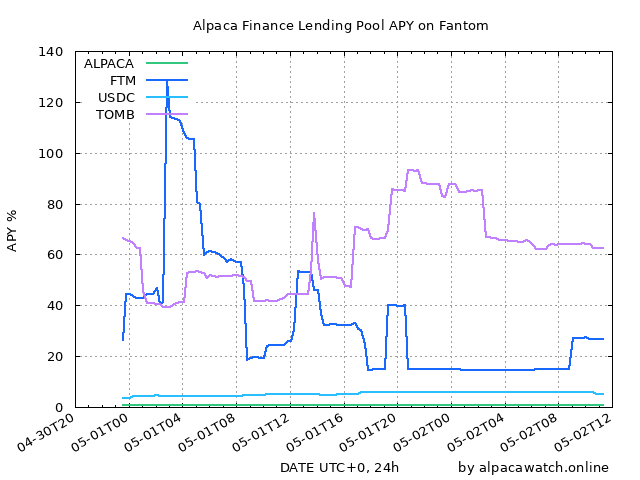 Alpaca Finance Lending Pool APY on Fantom
APY %
140
120
100
80
60
40
20
0
ALPACA
FTM
USDC
TOMB
04-30T20
05-01T00
05-01T04
05-01T08
05-01T12
05-01T16
05-01T20
05-02T00
05-02T04
05-02T08
05-02T12
DATE UTC+0, 24h
by alpacawatch.online